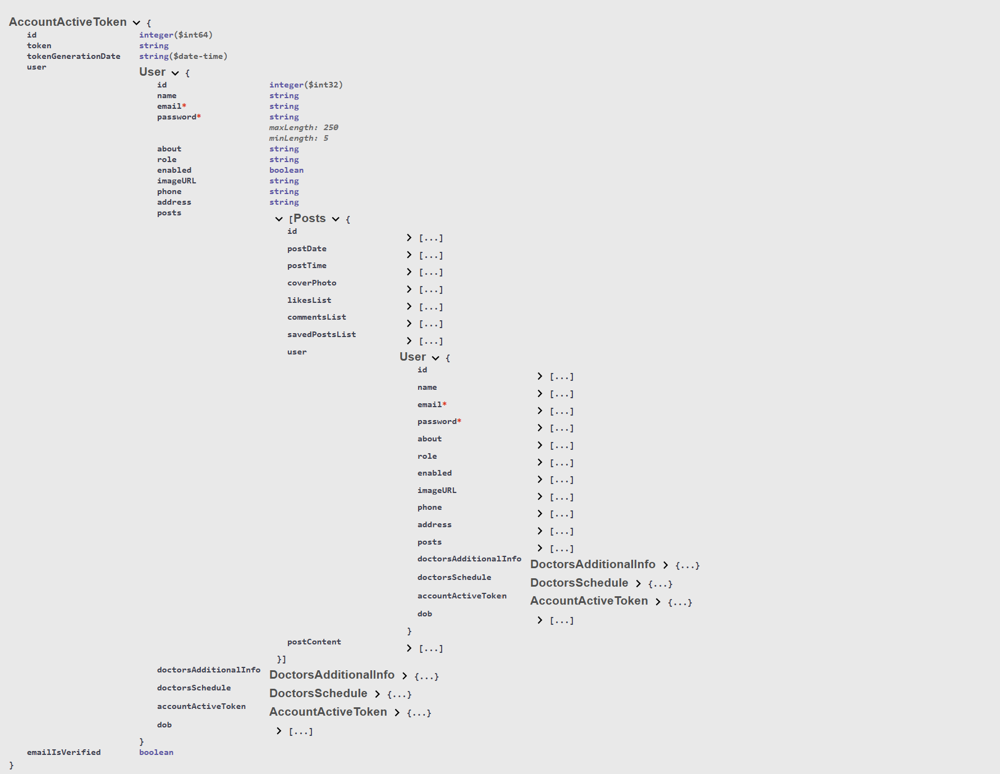 AccountActiveToken {
id integer($int64)
token string
tokenGenerationDate string($date-time)
user
User {
id integer($int32)
name string
email* string
password* string
maxLength: 250
minLength: 5
about string
role string
enabled boolean
imageURL string
phone string
address string
posts
[Posts {
id [...]
postDate [...]
postTime [...]
coverPhoto [...]
likesList [...]
commentsList [...]
savedPostsList [...]
user
User {
id [...]
name [...]
email* [...]
password* [...]
about [...]
role [...]
enabled [...]
imageURL [...]
phone [...]
address [...]
posts [...]
doctorsAdditionalInfo DoctorsAdditionalInfo {...}
doctorsSchedule DoctorsSchedule {...}
accountActiveToken AccountActiveToken {...}
dob [...]
}
postContent [...]
}]
doctorsAdditionalInfo DoctorsAdditionalInfo {...}
doctorsSchedule DoctorsSchedule {...}
accountActiveToken AccountActiveToken {...}
dob [...]
}
emailIsVerified boolean
}